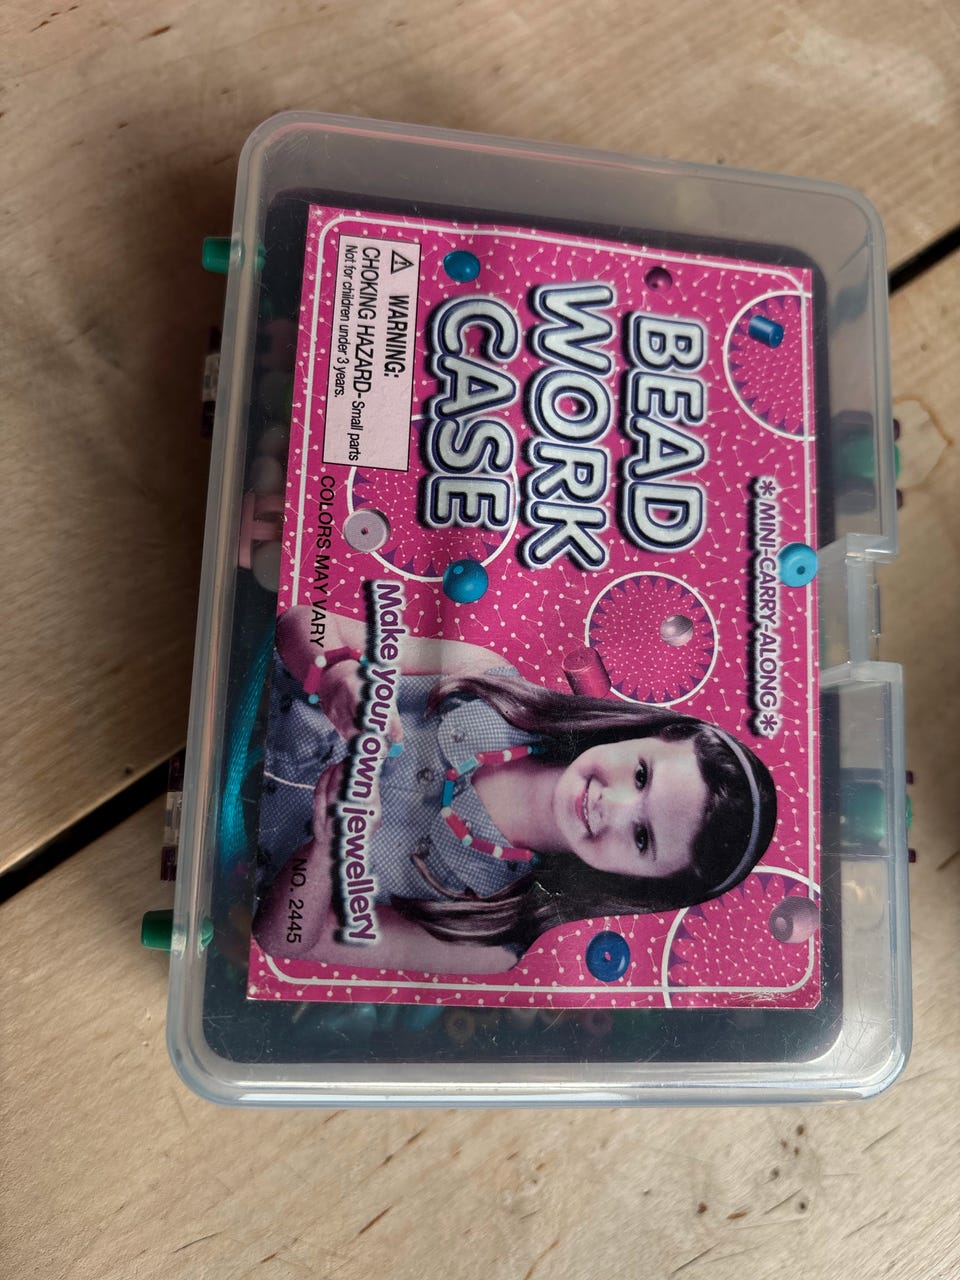 *MINI-CARRY-ALONG*
BEAD
WORK
CASE
⚠ WARNING:
CHOKING HAZARD- Small parts
Not for children under 3 years.
COLORS MAY VARY
Make your own jewellery
NO. 2445